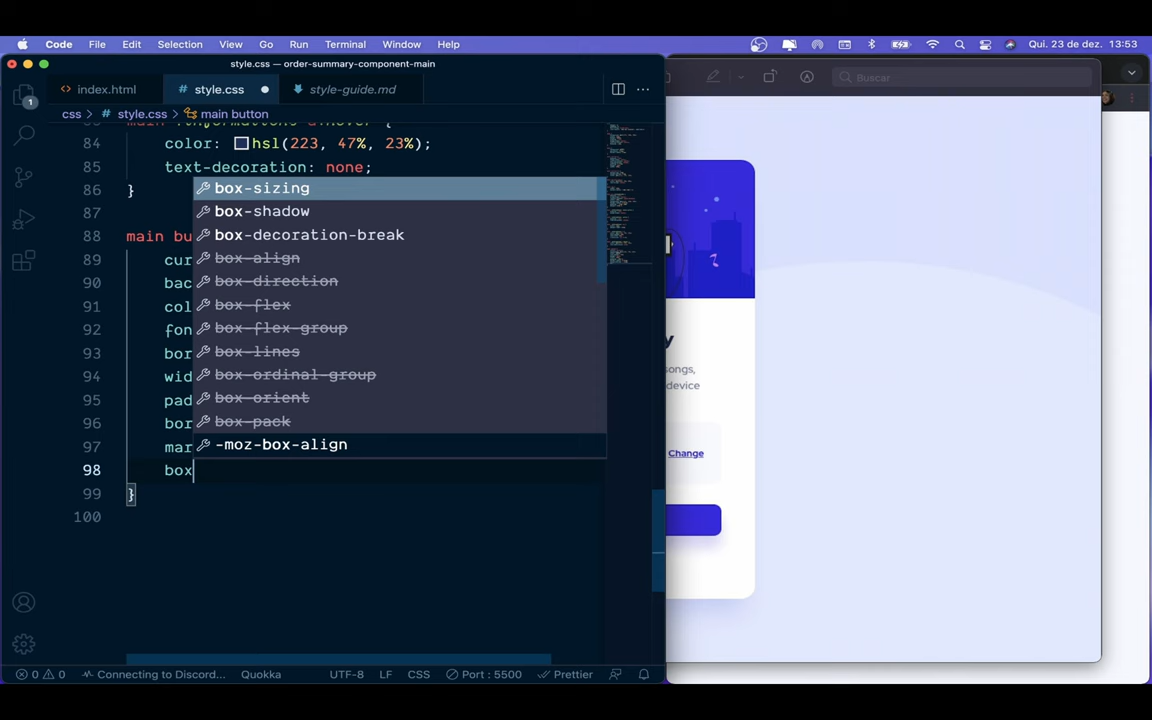 Code File Edit Selection View Go Run Terminal Window Help Qui. 23 de dez. 13:53
style.css — order-summary-component-main
index.html # style.css style-guide.md
Buscar
1
css > # style.css > main button
84 color: hsl(223, 47%, 23%);
85 text-decoration: none;
86 }
87
88 main bu
89 cur
90 bac
91 col
92 fon
93 bor
94 wid
95 pad
96 bor
97 mar
98 box
99 }
100
box-sizing
box-shadow
box-decoration-break
box-align
box-direction
box-flex
box-flex-group
box-lines
box-ordinal-group
box-orient
box-pack
-moz-box-align
y
songs,
device
Change
0 0 Connecting to Discord... Quokka UTF-8 LF CSS Port : 5500 Prettier